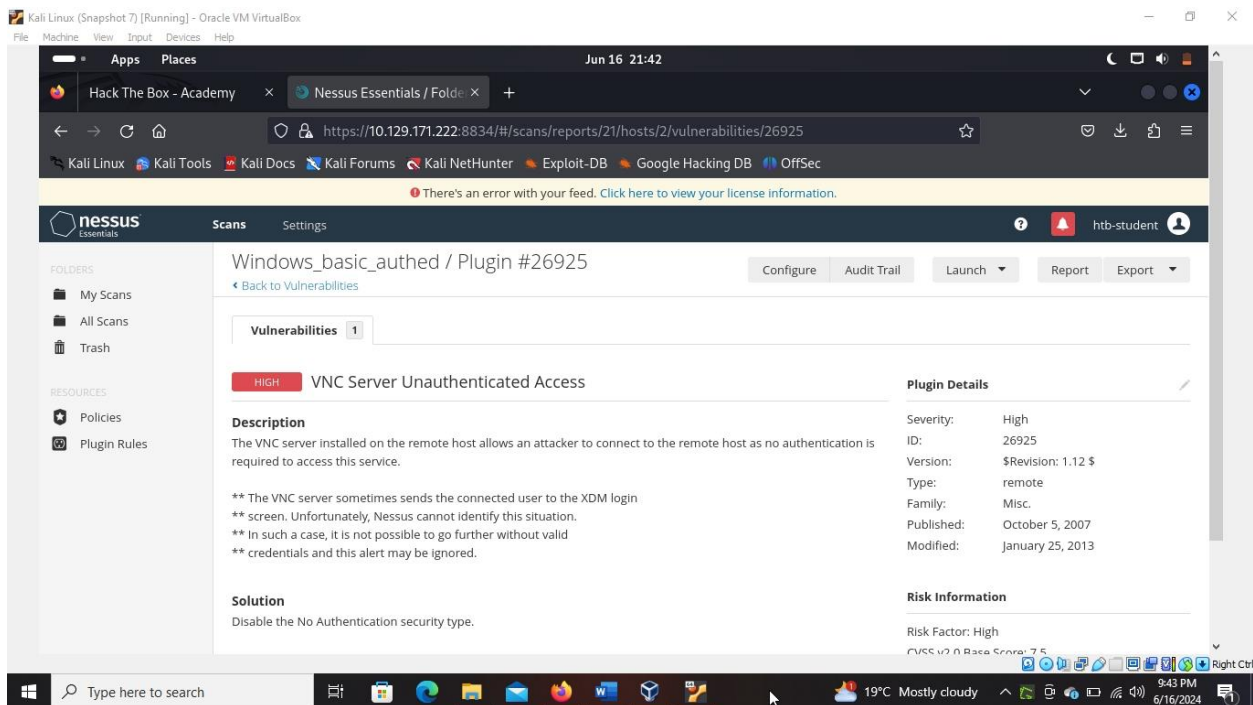 Kali Linux (Snapshot 7) [Running] - Oracle VM VirtualBox
File Machine View Input Devices Help
Apps Places Jun 16 21:42
Hack The Box - Academy Nessus Essentials / Folde
https://10.129.171.222:8834/#/scans/reports/21/hosts/2/vulnerabilities/26925
Kali Linux Kali Tools Kali Docs Kali Forums Kali NetHunter Exploit-DB Google Hacking DB OffSec
There's an error with your feed. Click here to view your license information.
nessus Essentials Scans Settings htb-student
FOLDERS
My Scans
All Scans
Trash
RESOURCES
Policies
Plugin Rules
Windows_basic_authed / Plugin #26925
Back to Vulnerabilities
Configure Audit Trail Launch Report Export
Vulnerabilities 1
HIGH VNC Server Unauthenticated Access
Description
The VNC server installed on the remote host allows an attacker to connect to the remote host as no authentication is
required to access this service.
** The VNC server sometimes sends the connected user to the XDM login
** screen. Unfortunately, Nessus cannot identify this situation.
** In such a case, it is not possible to go further without valid
** credentials and this alert may be ignored.
Solution
Disable the No Authentication security type.
Plugin Details
Severity: High
ID: 26925
Version: $Revision: 1.12 $
Type: remote
Family: Misc.
Published: October 5, 2007
Modified: January 25, 2013
Risk Information
Risk Factor: High
CVSS v2.0 Base Score: 7.5
Right Ctrl
Type here to search
19°C Mostly cloudy
9:43 PM
6/16/2024